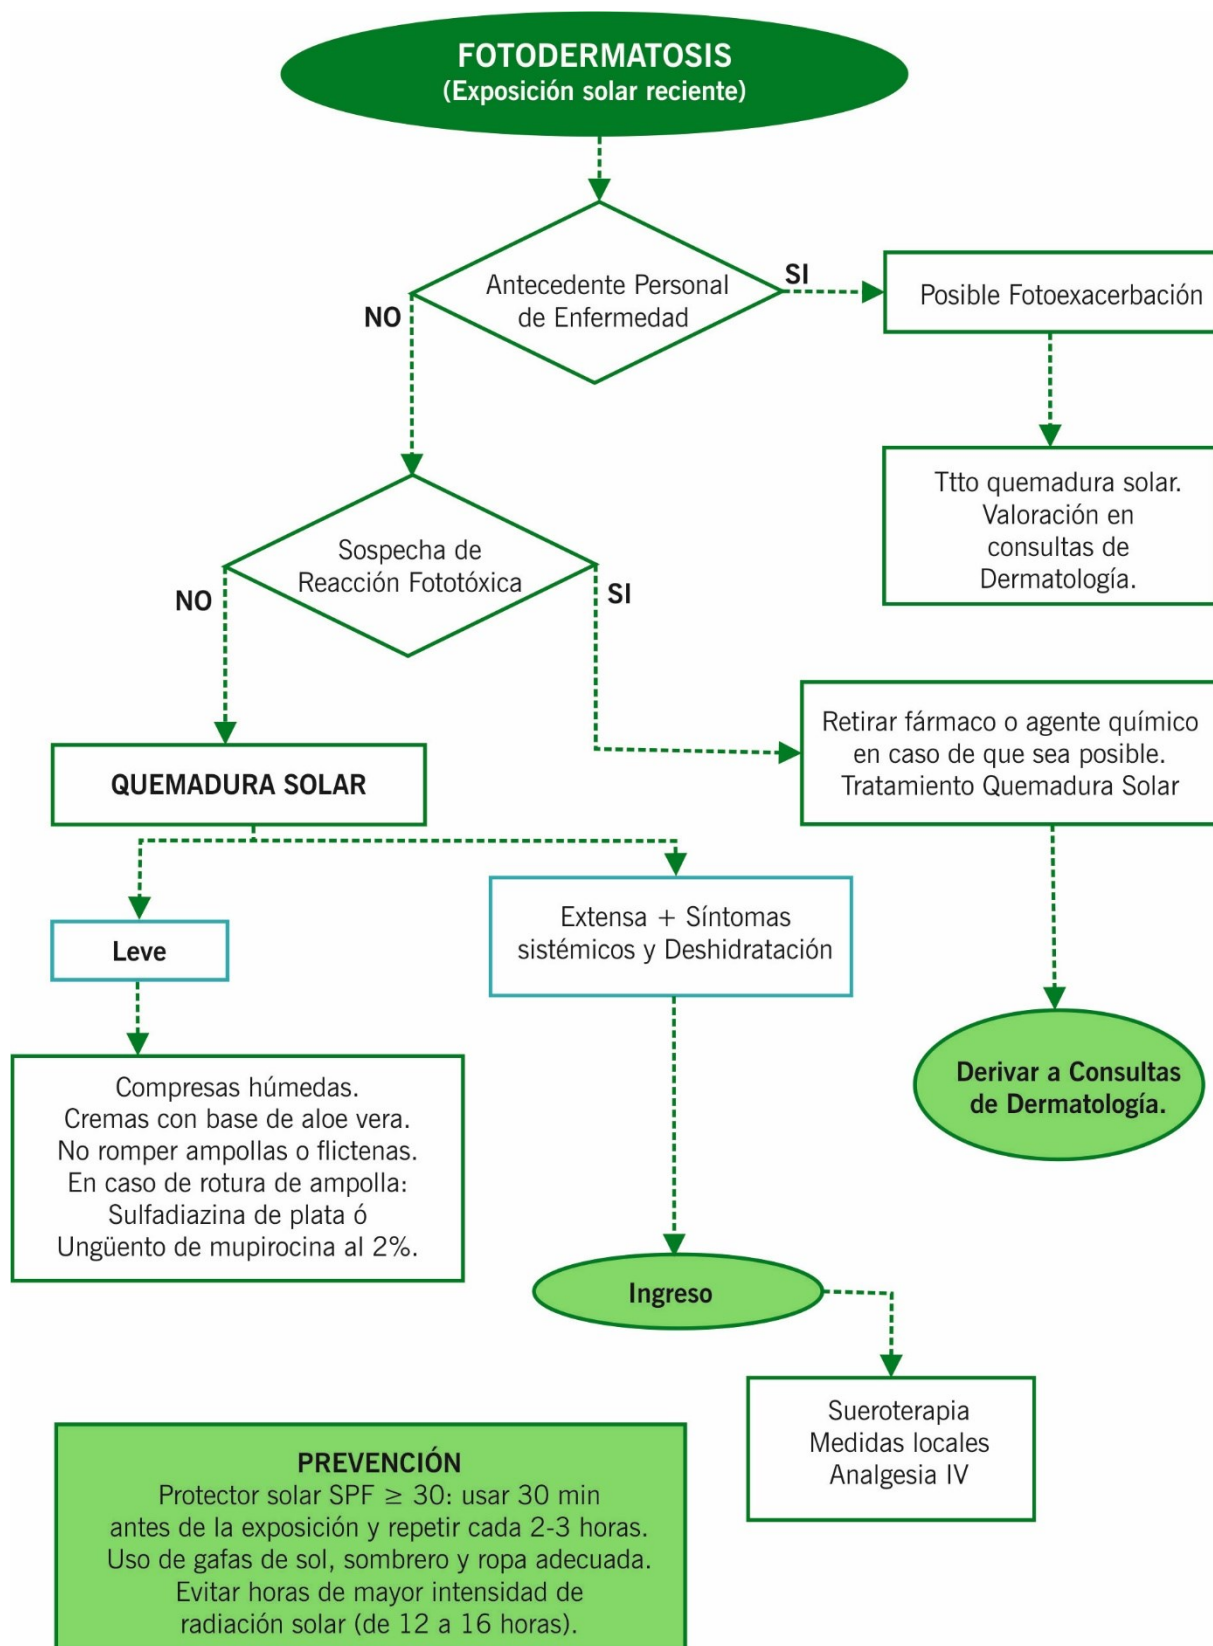 FOTODERMATOSIS
(Exposición solar reciente)
Antecedente Personal
de Enfermedad
SI
NO
Posible Fotoexacerbación
Ttto quemadura solar.
Valoración en
consultas de
Dermatología.
Sospecha de
Reacción Fototóxica
NO
SI
Retirar fármaco o agente químico
en caso de que sea posible.
Tratamiento Quemadura Solar
QUEMADURA SOLAR
Leve
Extensa + Síntomas
sistémicos y Deshidratación
Derivar a Consultas
de Dermatología.
Compresas húmedas.
Cremas con base de aloe vera.
No romper ampollas o flictenas.
En caso de rotura de ampolla:
Sulfadiazina de plata ó
Ungüento de mupirocina al 2%.
Ingreso
Sueroterapia
Medidas locales
Analgesia IV
PREVENCIÓN
Protector solar SPF ≥ 30: usar 30 min
antes de la exposición y repetir cada 2-3 horas.
Uso de gafas de sol, sombrero y ropa adecuada.
Evitar horas de mayor intensidad de
radiación solar (de 12 a 16 horas).